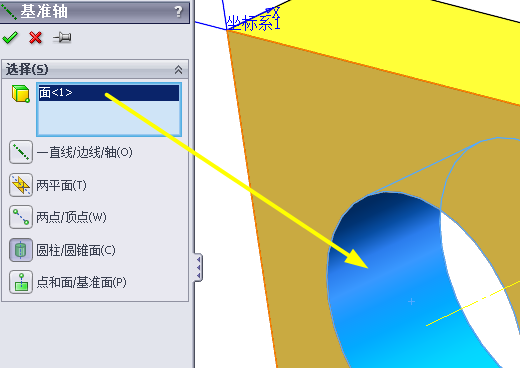 基准轴 ?
选择(S)
面<1>
一直线/边线/轴(O)
两平面(T)
两点/顶点(W)
圆柱/圆锥面(C)
点和面/基准面(P)
坐标系1
X